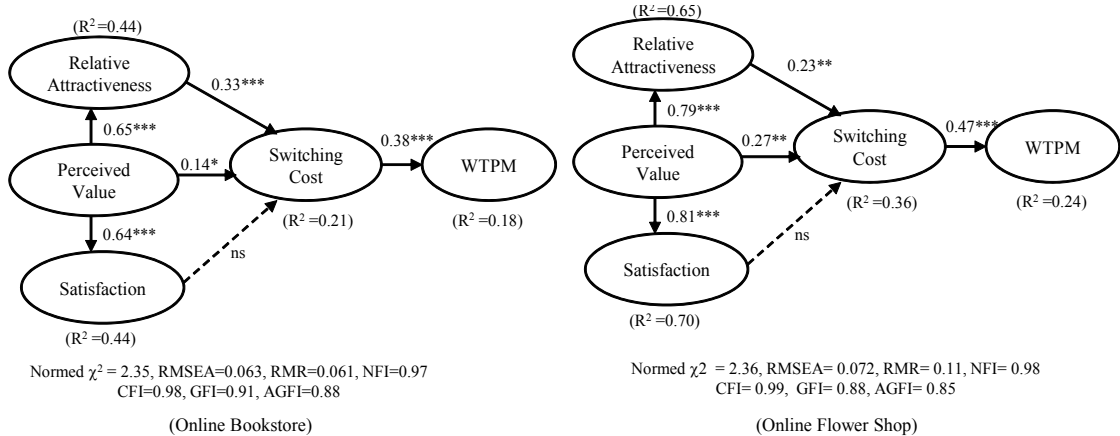 (R² =0.44)
Relative
Attractiveness
0.33***
0.65***
Perceived
Value
0.14*
Switching
Cost
0.38***
WTPM
(R² =0.21)
(R² =0.18)
0.64***
ns
Satisfaction
(R² =0.44)
Normed χ² = 2.35, RMSEA=0.063, RMR=0.061, NFI=0.97
CFI=0.98, GFI=0.91, AGFI=0.88
(Online Bookstore)
(R² =0.65)
Relative
Attractiveness
0.23**
0.79***
Perceived
Value
0.27**
Switching
Cost
0.47***
WTPM
(R² =0.36)
(R² =0.24)
0.81***
ns
Satisfaction
(R² =0.70)
Normed χ2 = 2.36, RMSEA= 0.072, RMR= 0.11, NFI= 0.98
CFI= 0.99, GFI= 0.88, AGFI= 0.85
(Online Flower Shop)